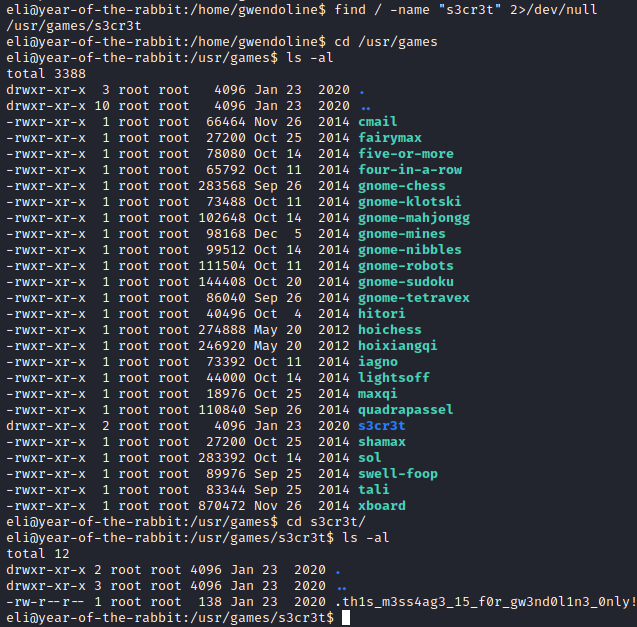 eli@year-of-the-rabbit:/home/gwendoline$ find / -name "s3cr3t" 2>/dev/null
/usr/games/s3cr3t
eli@year-of-the-rabbit:/home/gwendoline$ cd /usr/games
eli@year-of-the-rabbit:/usr/games$ ls -al
total 3388
drwxr-xr-x  3 root root   4096 Jan 23  2020 .
drwxr-xr-x 10 root root   4096 Jan 23  2020 ..
-rwxr-xr-x  1 root root  66464 Nov 26  2014 cmail
-rwxr-xr-x  1 root root  27200 Oct 25  2014 fairymax
-rwxr-xr-x  1 root root  78080 Oct 14  2014 five-or-more
-rwxr-xr-x  1 root root  65792 Oct 11  2014 four-in-a-row
-rwxr-xr-x  1 root root 283568 Sep 26  2014 gnome-chess
-rwxr-xr-x  1 root root  73488 Oct 11  2014 gnome-klotski
-rwxr-xr-x  1 root root 102648 Oct 14  2014 gnome-mahjongg
-rwxr-xr-x  1 root root  98168 Dec  5  2014 gnome-mines
-rwxr-xr-x  1 root root  99512 Oct 14  2014 gnome-nibbles
-rwxr-xr-x  1 root root 111504 Oct 11  2014 gnome-robots
-rwxr-xr-x  1 root root 144408 Oct 20  2014 gnome-sudoku
-rwxr-xr-x  1 root root  86040 Sep 26  2014 gnome-tetravex
-rwxr-xr-x  1 root root  40496 Oct  4  2014 hitori
-rwxr-xr-x  1 root root 274888 May 20  2012 hoichess
-rwxr-xr-x  1 root root 246920 May 20  2012 hoixiangqi
-rwxr-xr-x  1 root root  73392 Oct 11  2014 iagno
-rwxr-xr-x  1 root root  44000 Oct 14  2014 lightsoff
-rwxr-xr-x  1 root root  18976 Oct 25  2014 maxqi
-rwxr-xr-x  1 root root 110840 Sep 26  2014 quadrapassel
drwxr-xr-x  2 root root   4096 Jan 23  2020 s3cr3t
-rwxr-xr-x  1 root root  27200 Oct 25  2014 shamax
-rwxr-xr-x  1 root root 283392 Oct 14  2014 sol
-rwxr-xr-x  1 root root  89976 Sep 25  2014 swell-foop
-rwxr-xr-x  1 root root  83344 Sep 25  2014 tali
-rwxr-xr-x  1 root root 870472 Nov 26  2014 xboard
eli@year-of-the-rabbit:/usr/games$ cd s3cr3t/
eli@year-of-the-rabbit:/usr/games/s3cr3t$ ls -al
total 12
drwxr-xr-x 2 root root 4096 Jan 23  2020 .
drwxr-xr-x 3 root root 4096 Jan 23  2020 ..
-rw-r--r-- 1 root root  138 Jan 23  2020 .th1s_m3ss4ag3_15_f0r_gw3nd0l1n3_0nly!
eli@year-of-the-rabbit:/usr/games/s3cr3t$